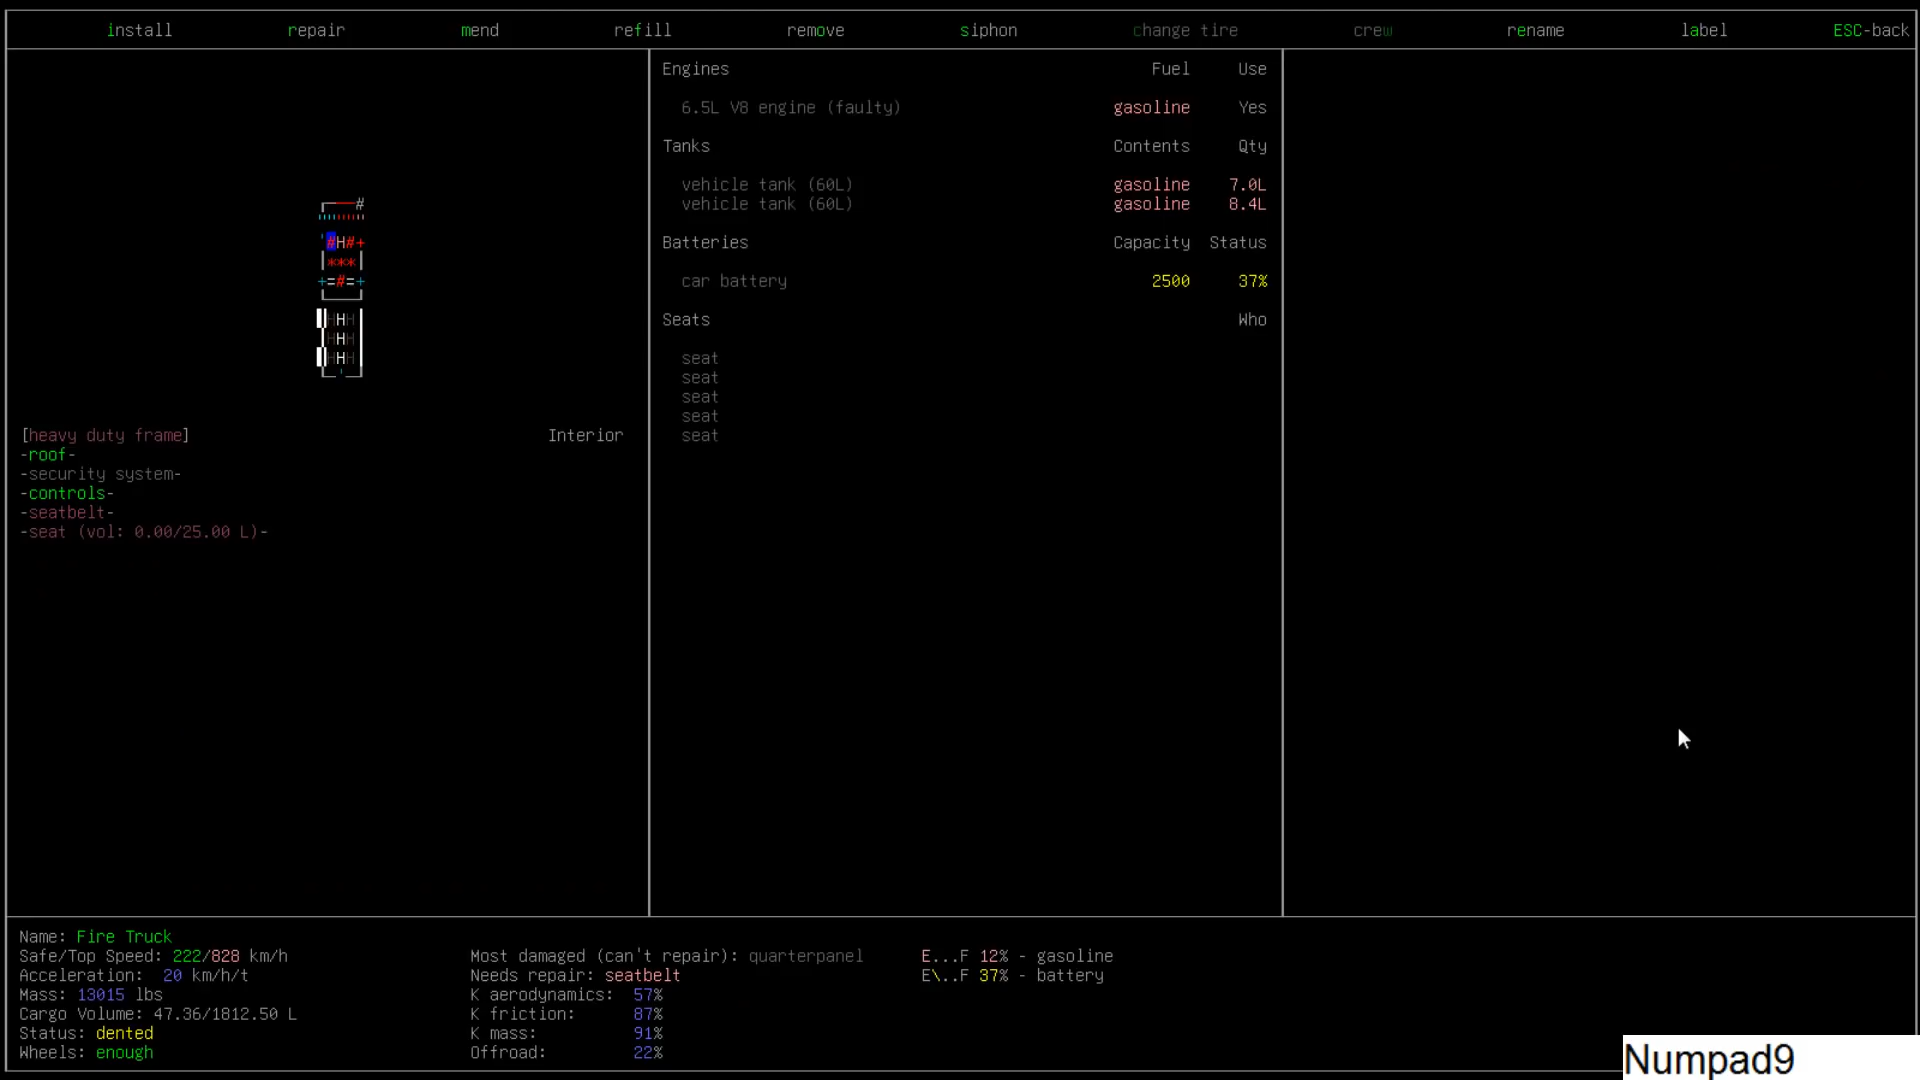 install repair mend refill remove siphon change tire crew rename label ESC-back
Engines Fuel Use
6.5L V8 engine (faulty) gasoline Yes
Tanks Contents Qty
vehicle tank (60L) gasoline 7.0L
vehicle tank (60L) gasoline 8.4L
Batteries Capacity Status
car battery 2500 37%
Seats Who
seat
seat
seat
seat
seat
#
'#H#+
|***|
+=#=+
HHH
HHH
HHH
[heavy duty frame] Interior
-roof-
-security system-
-controls-
-seatbelt-
-seat (vol: 0.00/25.00 L)-
Name: Fire Truck
Safe/Top Speed: 222/828 km/h
Acceleration: 20 km/h/t
Mass: 13015 lbs
Cargo Volume: 47.36/1812.50 L
Status: dented
Wheels: enough
Most damaged (can't repair): quarterpanel
Needs repair: seatbelt
K aerodynamics: 57%
K friction: 87%
K mass: 91%
Offroad: 22%
E...F 12% - gasoline
E\..F 37% - battery
Numpad9